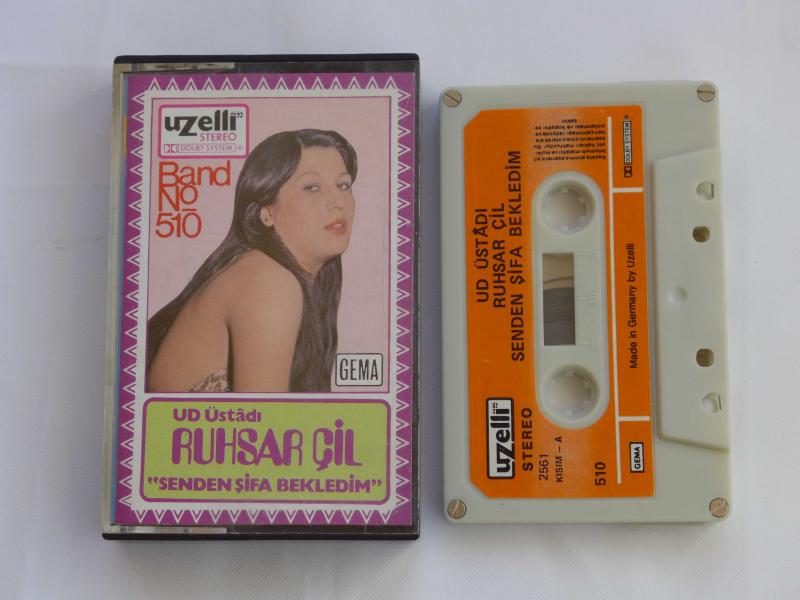 uzelli
STEREO
DOLBY SYSTEM ®
Band
No
510
GEMA
UD Üstâdı
RUHSAR ÇİL
“SENDEN ŞİFA BEKLEDİM”
uzelli
STEREO
2561
KISIM – A
510
GEMA
UD ÜSTÂDI
RUHSAR ÇİL
SENDEN ŞİFA BEKLEDİM
Made in Germany by Uzelli
DOLBY SYSTEM ®